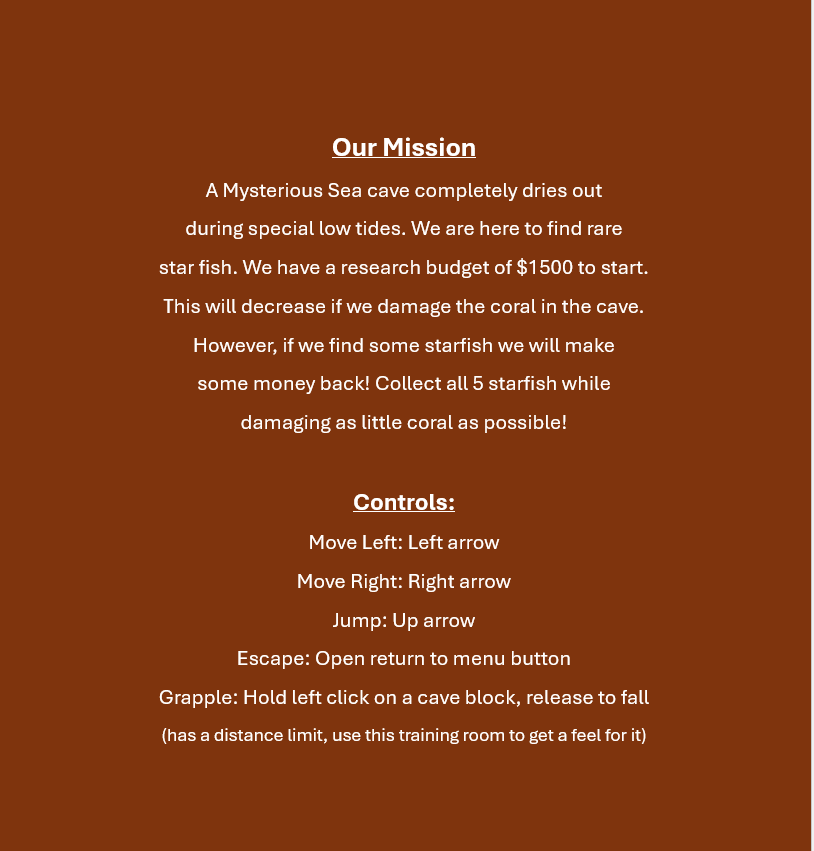 Our Mission
A Mysterious Sea cave completely dries out
during special low tides. We are here to find rare
star fish. We have a research budget of $1500 to start.
This will decrease if we damage the coral in the cave.
However, if we find some starfish we will make
some money back! Collect all 5 starfish while
damaging as little coral as possible!
Controls:
Move Left: Left arrow
Move Right: Right arrow
Jump: Up arrow
Escape: Open return to menu button
Grapple: Hold left click on a cave block, release to fall
(has a distance limit, use this training room to get a feel for it)